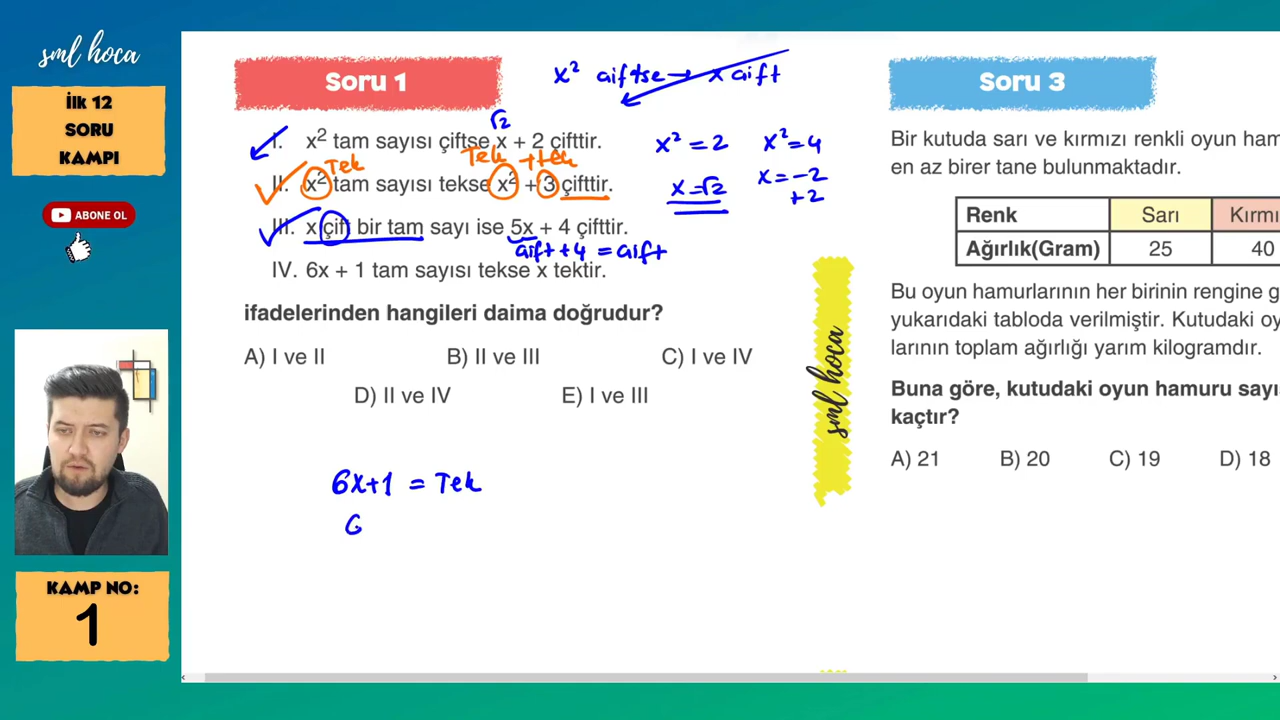 sml hoca
İlk 12
SORU
KAMPI
ABONE OL
KAMP NO:
1
Soru 1
x² çiftse → x çift
√2
I. x² tam sayısı çiftse x + 2 çifttir.
x² = 2
x² = 4
Tek
Tek + tek
II. x² tam sayısı tekse x² + 3 çifttir.
x = √2
x = -2
+2
III. x çift bir tam sayı ise 5x + 4 çifttir.
çift + 4 = çift
IV. 6x + 1 tam sayısı tekse x tektir.
ifadelerinden hangileri daima doğrudur?
A) I ve II B) II ve III C) I ve IV
D) II ve IV E) I ve III
6x+1 = Tek
6
sml hoca
Soru 3
Bir kutuda sarı ve kırmızı renkli oyun ham
en az birer tane bulunmaktadır.
Renk Sarı Kırmı
Ağırlık(Gram) 25 40
Bu oyun hamurlarının her birinin rengine g
yukarıdaki tabloda verilmiştir. Kutudaki oy
larının toplam ağırlığı yarım kilogramdır.
Buna göre, kutudaki oyun hamuru sayı
kaçtır?
A) 21 B) 20 C) 19 D) 18